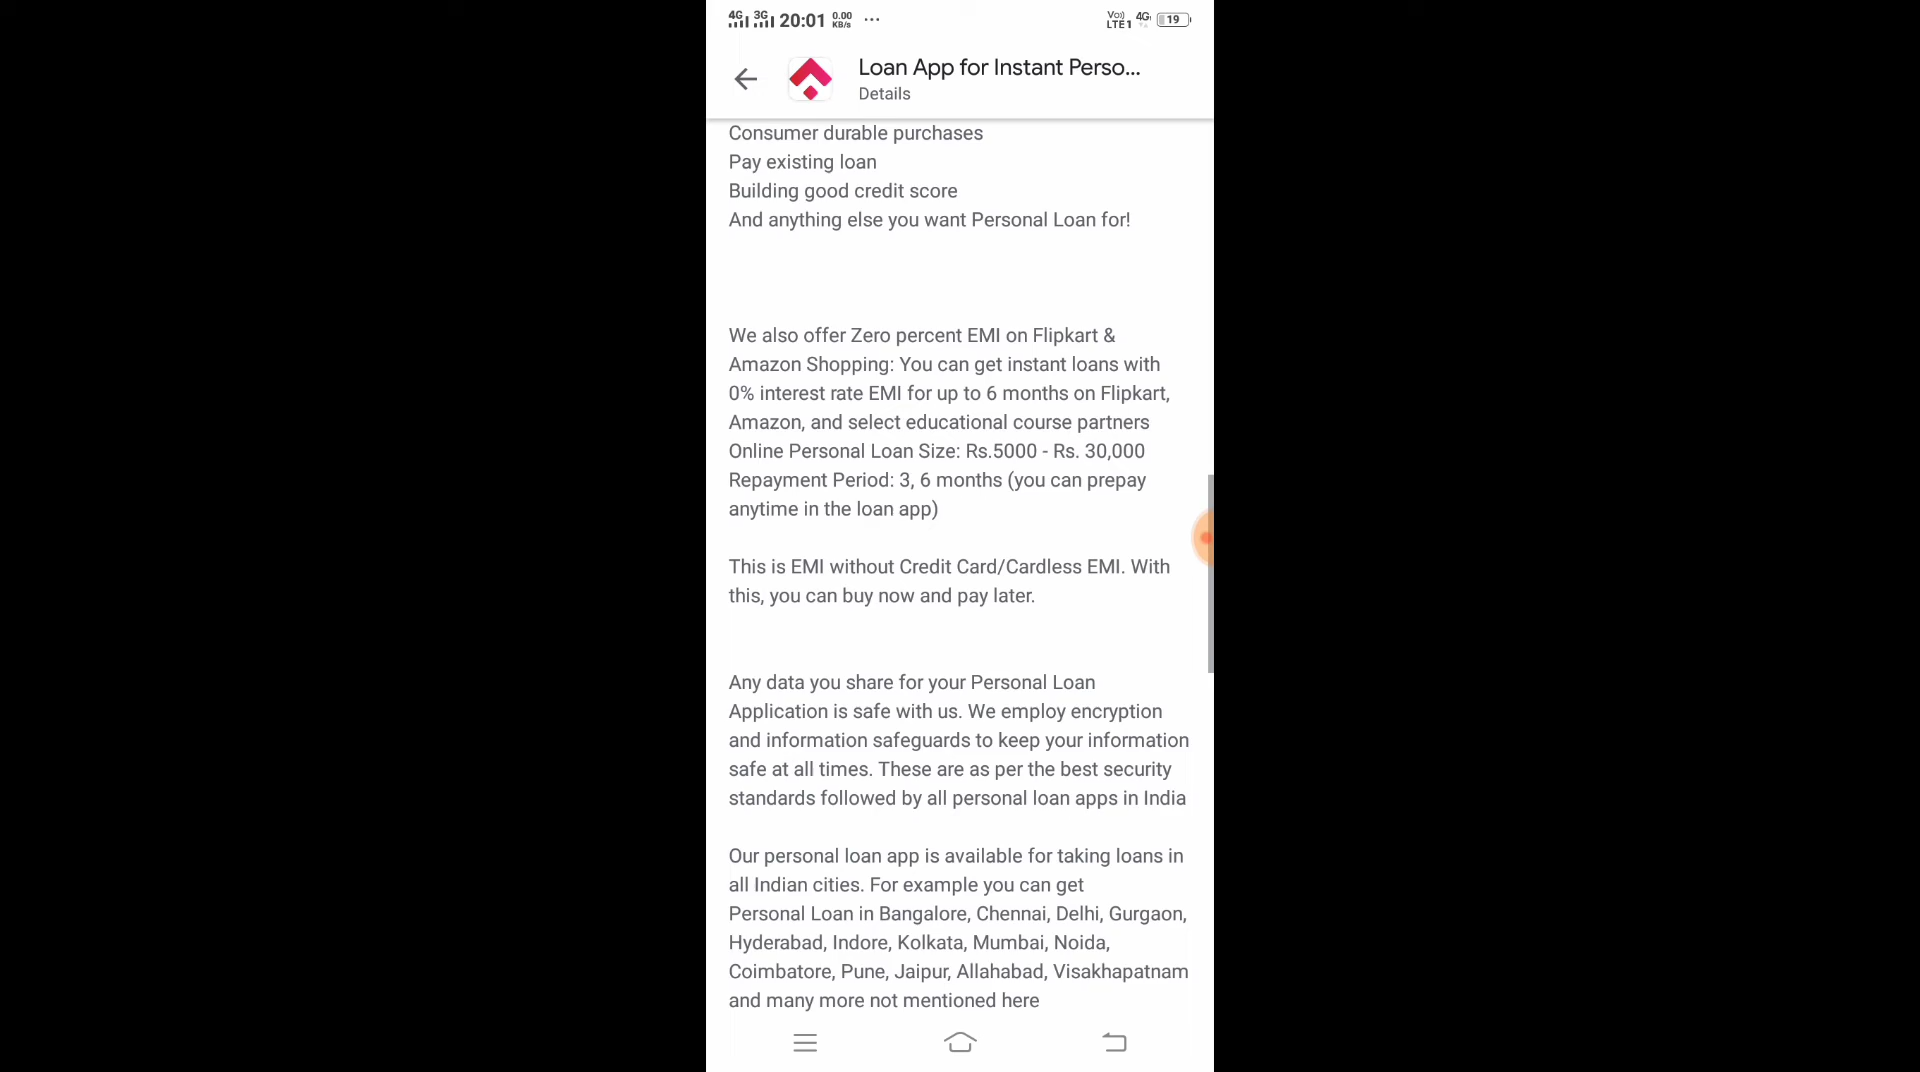 4G 3G 20:01 0.00 KB/s ... Vo)) LTE1 4G 19
Loan App for Instant Perso...
Details
Consumer durable purchases
Pay existing loan
Building good credit score
And anything else you want Personal Loan for!
We also offer Zero percent EMI on Flipkart &
Amazon Shopping: You can get instant loans with
0% interest rate EMI for up to 6 months on Flipkart,
Amazon, and select educational course partners
Online Personal Loan Size: Rs.5000 - Rs. 30,000
Repayment Period: 3, 6 months (you can prepay
anytime in the loan app)
This is EMI without Credit Card/Cardless EMI. With
this, you can buy now and pay later.
Any data you share for your Personal Loan
Application is safe with us. We employ encryption
and information safeguards to keep your information
safe at all times. These are as per the best security
standards followed by all personal loan apps in India
Our personal loan app is available for taking loans in
all Indian cities. For example you can get
Personal Loan in Bangalore, Chennai, Delhi, Gurgaon,
Hyderabad, Indore, Kolkata, Mumbai, Noida,
Coimbatore, Pune, Jaipur, Allahabad, Visakhapatnam
and many more not mentioned here